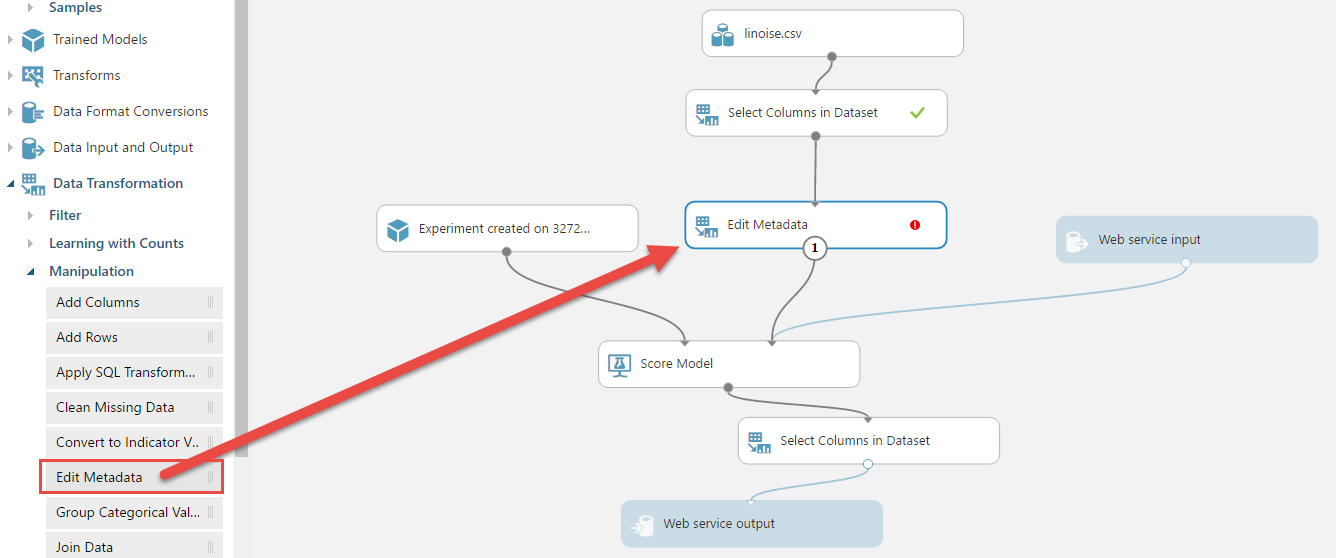 Samples
Trained Models
Transforms
Data Format Conversions
Data Input and Output
Data Transformation
Filter
Learning with Counts
Manipulation
Add Columns
Add Rows
Apply SQL Transform...
Clean Missing Data
Convert to Indicator V..
Edit Metadata
Group Categorical Val...
Join Data
linoise.csv
Select Columns in Dataset
Edit Metadata
1
Experiment created on 3272...
Web service input
Score Model
Select Columns in Dataset
Web service output